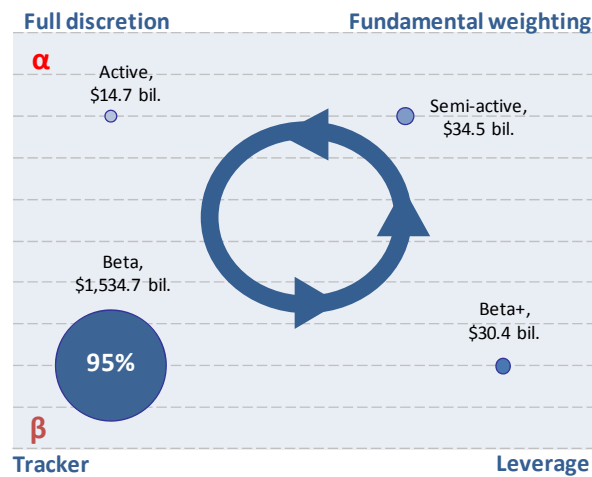 Full discretion
Fundamental weighting
α
Active,
$14.7 bil.
Semi-active,
$34.5 bil.
Beta,
$1,534.7 bil.
Beta+,
$30.4 bil.
95%
β
Tracker
Leverage